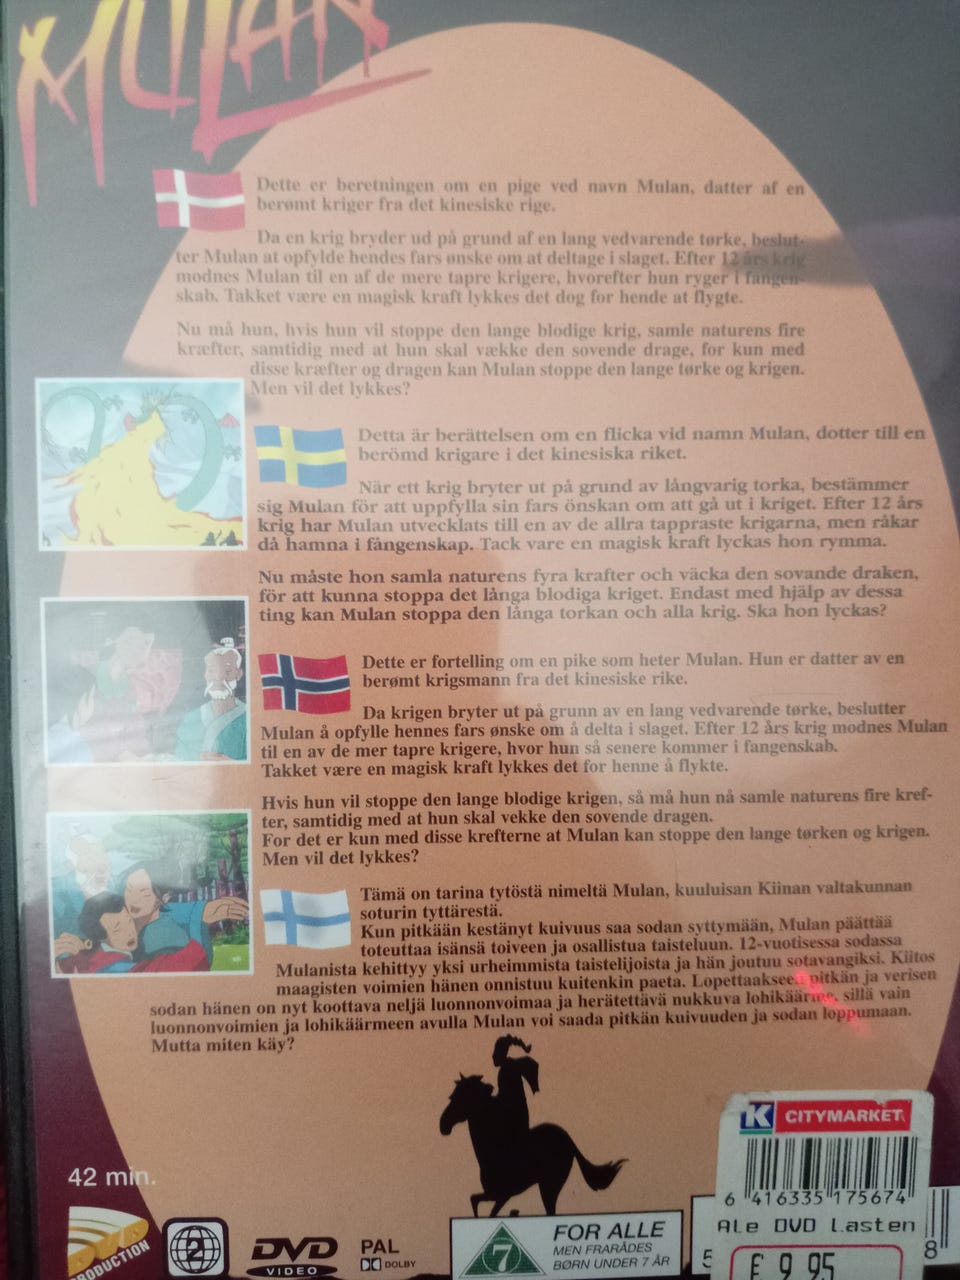 MULAN
Dette er beretningen om en pige ved navn Mulan, datter af en
berømt kriger fra det kinesiske rige.
Da en krig bryder ud på grund af en lang vedvarende tørke, beslut-
ter Mulan at opfylde hendes fars ønske om at deltage i slaget. Efter 12 års krig
modnes Mulan til en af de mere tapre krigere, hvorefter hun ryger i fangen-
skab. Takket være en magisk kraft lykkes det dog for hende at flygte.
Nu må hun, hvis hun vil stoppe den lange blodige krig, samle naturens fire
kræfter, samtidig med at hun skal vække den sovende drage, for kun med
disse kræfter og dragen kan Mulan stoppe den lange tørke og krigen.
Men vil det lykkes?
Detta är berättelsen om en flicka vid namn Mulan, dotter till en
berömd krigare i det kinesiska riket.
När ett krig bryter ut på grund av långvarig torka, bestämmer
sig Mulan för att uppfylla sin fars önskan om att gå ut i kriget. Efter 12 års
krig har Mulan utvecklats till en av de allra tappraste krigarna, men råkar
då hamna i fångenskap. Tack vare en magisk kraft lyckas hon rymma.
Nu måste hon samla naturens fyra krafter och väcka den sovande draken,
för att kunna stoppa det långa blodiga kriget. Endast med hjälp av dessa
ting kan Mulan stoppa den långa torkan och alla krig. Ska hon lyckas?
Dette er fortelling om en pike som heter Mulan. Hun er datter av en
berømt krigsmann fra det kinesiske rike.
Da krigen bryter ut på grunn av en lang vedvarende tørke, beslutter
Mulan å opfylle hennes fars ønske om å delta i slaget. Efter 12 års krig modnes Mulan
til en av de mer tapre krigere, hvor hun så senere kommer i fangenskab.
Takket være en magisk kraft lykkes det for henne å flykte.
Hvis hun vil stoppe den lange blodige krigen, så må hun nå samle naturens fire kref-
ter, samtidig med at hun skal vekke den sovende dragen.
For det er kun med disse krefterne at Mulan kan stoppe den lange tørken og krigen.
Men vil det lykkes?
Tämä on tarina tytöstä nimeltä Mulan, kuuluisan Kiinan valtakunnan
soturin tyttärestä.
Kun pitkään kestänyt kuivuus saa sodan syttymään, Mulan päättää
toteuttaa isänsä toiveen ja osallistua taisteluun. 12-vuotisessa sodassa
Mulanista kehittyy yksi urheimmista taistelijoista ja hän joutuu sotavangiksi. Kiitos
maagisten voimien hänen onnistuu kuitenkin paeta. Lopettaakseen pitkän ja verisen
sodan hänen on nyt koottava neljä luonnonvoimaa ja herätettävä nukkuva lohikäärme, sillä vain
luonnonvoimien ja lohikäärmeen avulla Mulan voi saada pitkän kuivuuden ja sodan loppumaan.
Mutta miten käy?
42 min.
DVD PRODUCTION
2
DVD VIDEO
PAL
DOLBY
7
FOR ALLE
MEN FRARÅDES
BØRN UNDER 7 ÅR
K CITYMARKET
6 416335 175674
Ale DVD Lasten
£ 9.95
5
8